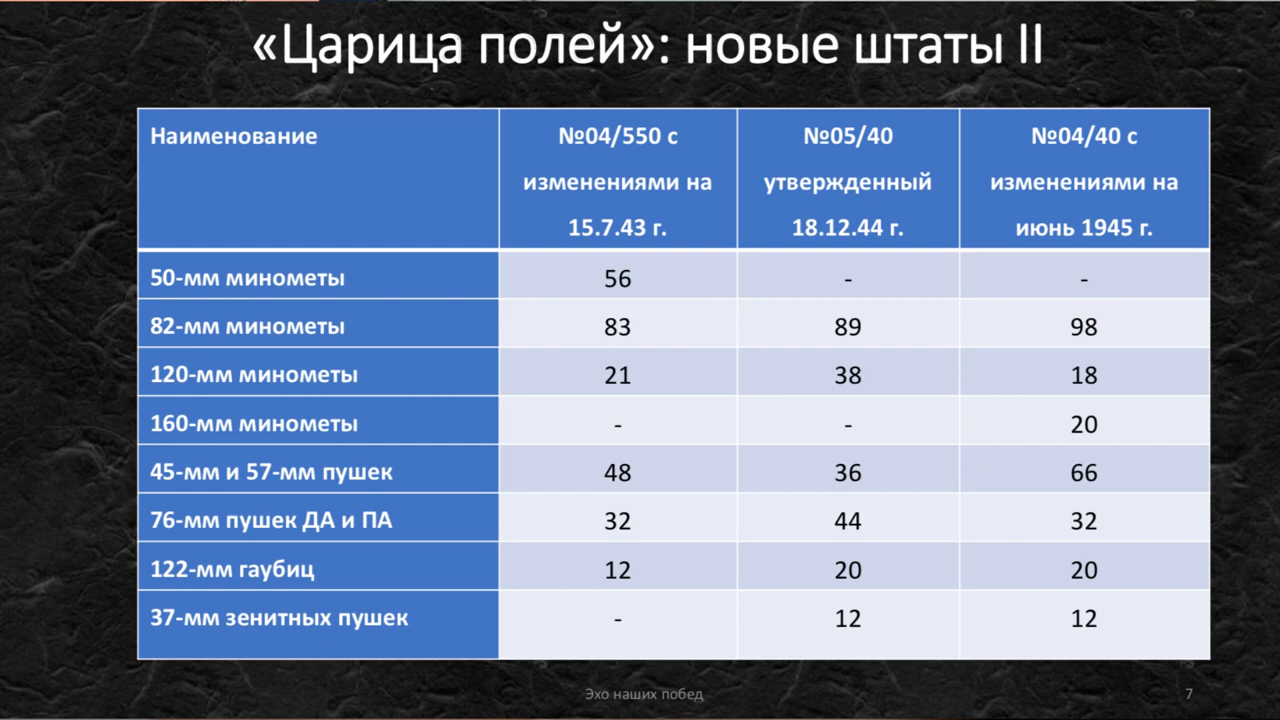 «Царица полей»: новые штаты II
Наименование №04/550 с изменениями на 15.7.43 г. №05/40 утвержденный 18.12.44 г. №04/40 с изменениями на июнь 1945 г.
50-мм минометы 56 - -
82-мм минометы 83 89 98
120-мм минометы 21 38 18
160-мм минометы - - 20
45-мм и 57-мм пушек 48 36 66
76-мм пушек ДА и ПА 32 44 32
122-мм гаубиц 12 20 20
37-мм зенитных пушек - 12 12
Эхо наших побед 7